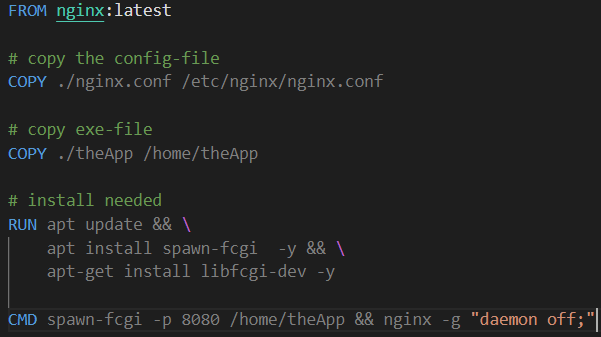 FROM nginx:latest
# copy the config-file
COPY ./nginx.conf /etc/nginx/nginx.conf
# copy exe-file
COPY ./theApp /home/theApp
# install needed
RUN apt update && \
    apt install spawn-fcgi  -y && \
    apt-get install libfcgi-dev -y
CMD spawn-fcgi -p 8080 /home/theApp && nginx -g "daemon off;"